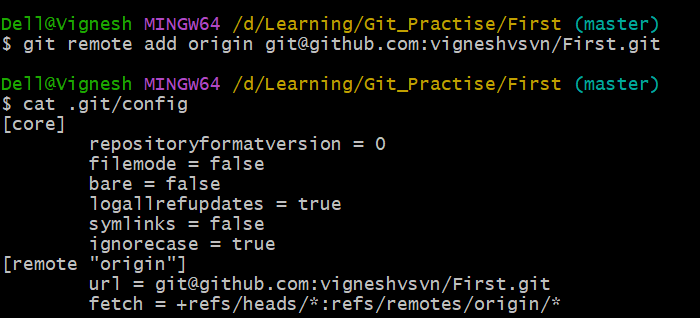 Dell@Vignesh MINGW64 /d/Learning/Git_Practise/First (master)
$ git remote add origin git@github.com:vigneshvsvn/First.git
Dell@Vignesh MINGW64 /d/Learning/Git_Practise/First (master)
$ cat .git/config
[core]
repositoryformatversion = 0
filemode = false
bare = false
logallrefupdates = true
symlinks = false
ignorecase = true
[remote "origin"]
url = git@github.com:vigneshvsvn/First.git
fetch = +refs/heads/*:refs/remotes/origin/*